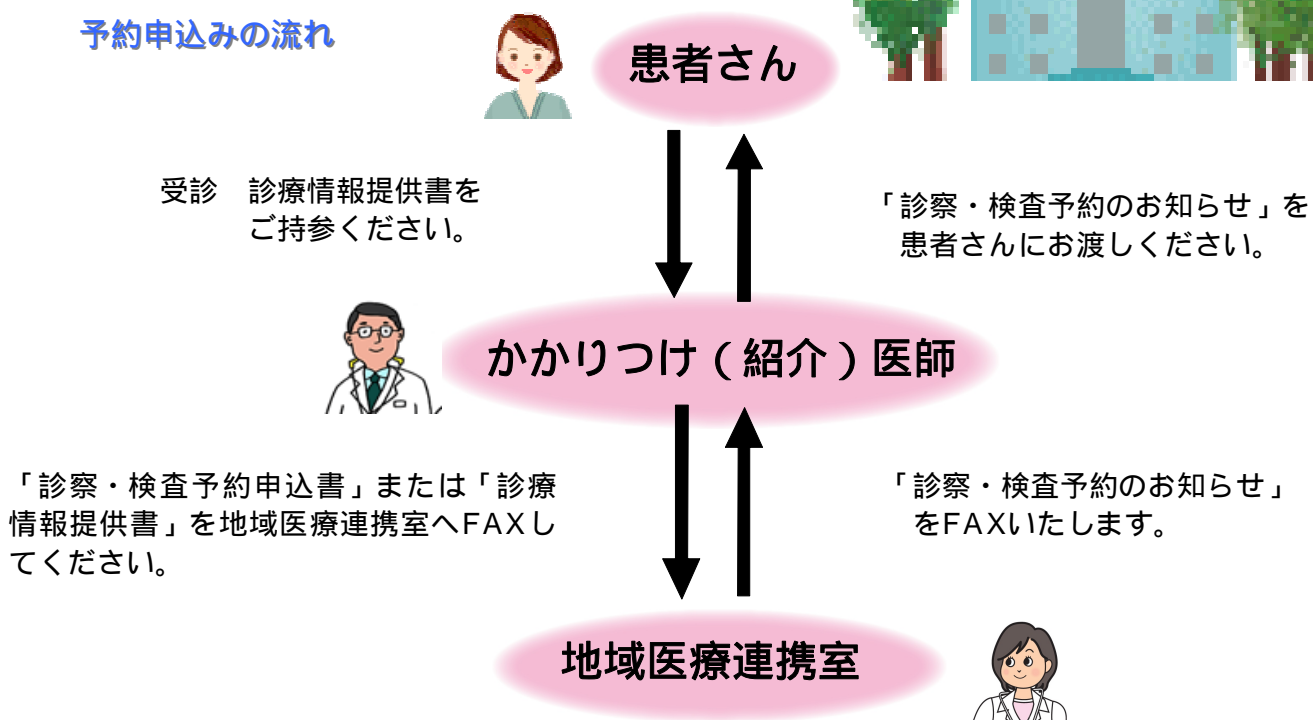 予約申込みの流れ
患者さん
受診　診療情報提供書を
ご持参ください。
「診察・検査予約のお知らせ」を
患者さんにお渡しください。
かかりつけ（紹介）医師
「診察・検査予約申込書」または「診療
情報提供書」を地域医療連携室へFAXし
てください。
「診察・検査予約のお知らせ」
をFAXいたします。
地域医療連携室